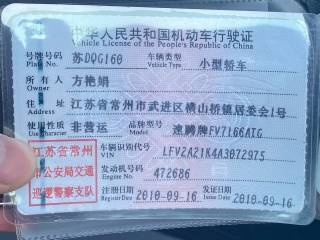 中华人民共和国机动车行驶证
Vehicle License of the People's Republic of China
号牌号码 苏DQG160 车辆类型 小型轿车
Plate No. Vehicle Type
所有人 方艳娟
Owner
住址 江苏省常州市武进区横山桥镇居委会1号
Address
使用性质 非营运 品牌型号 速腾牌FV7166ATG
Use Character Model
江苏省常州市公安局交通巡逻警察支队
车辆识别代号 LFV2A21K4A3072975
VIN
发动机号码 472686
Engine No.
注册日期 2010-09-16 发证日期 2010-09-16
Register Date Issue Date